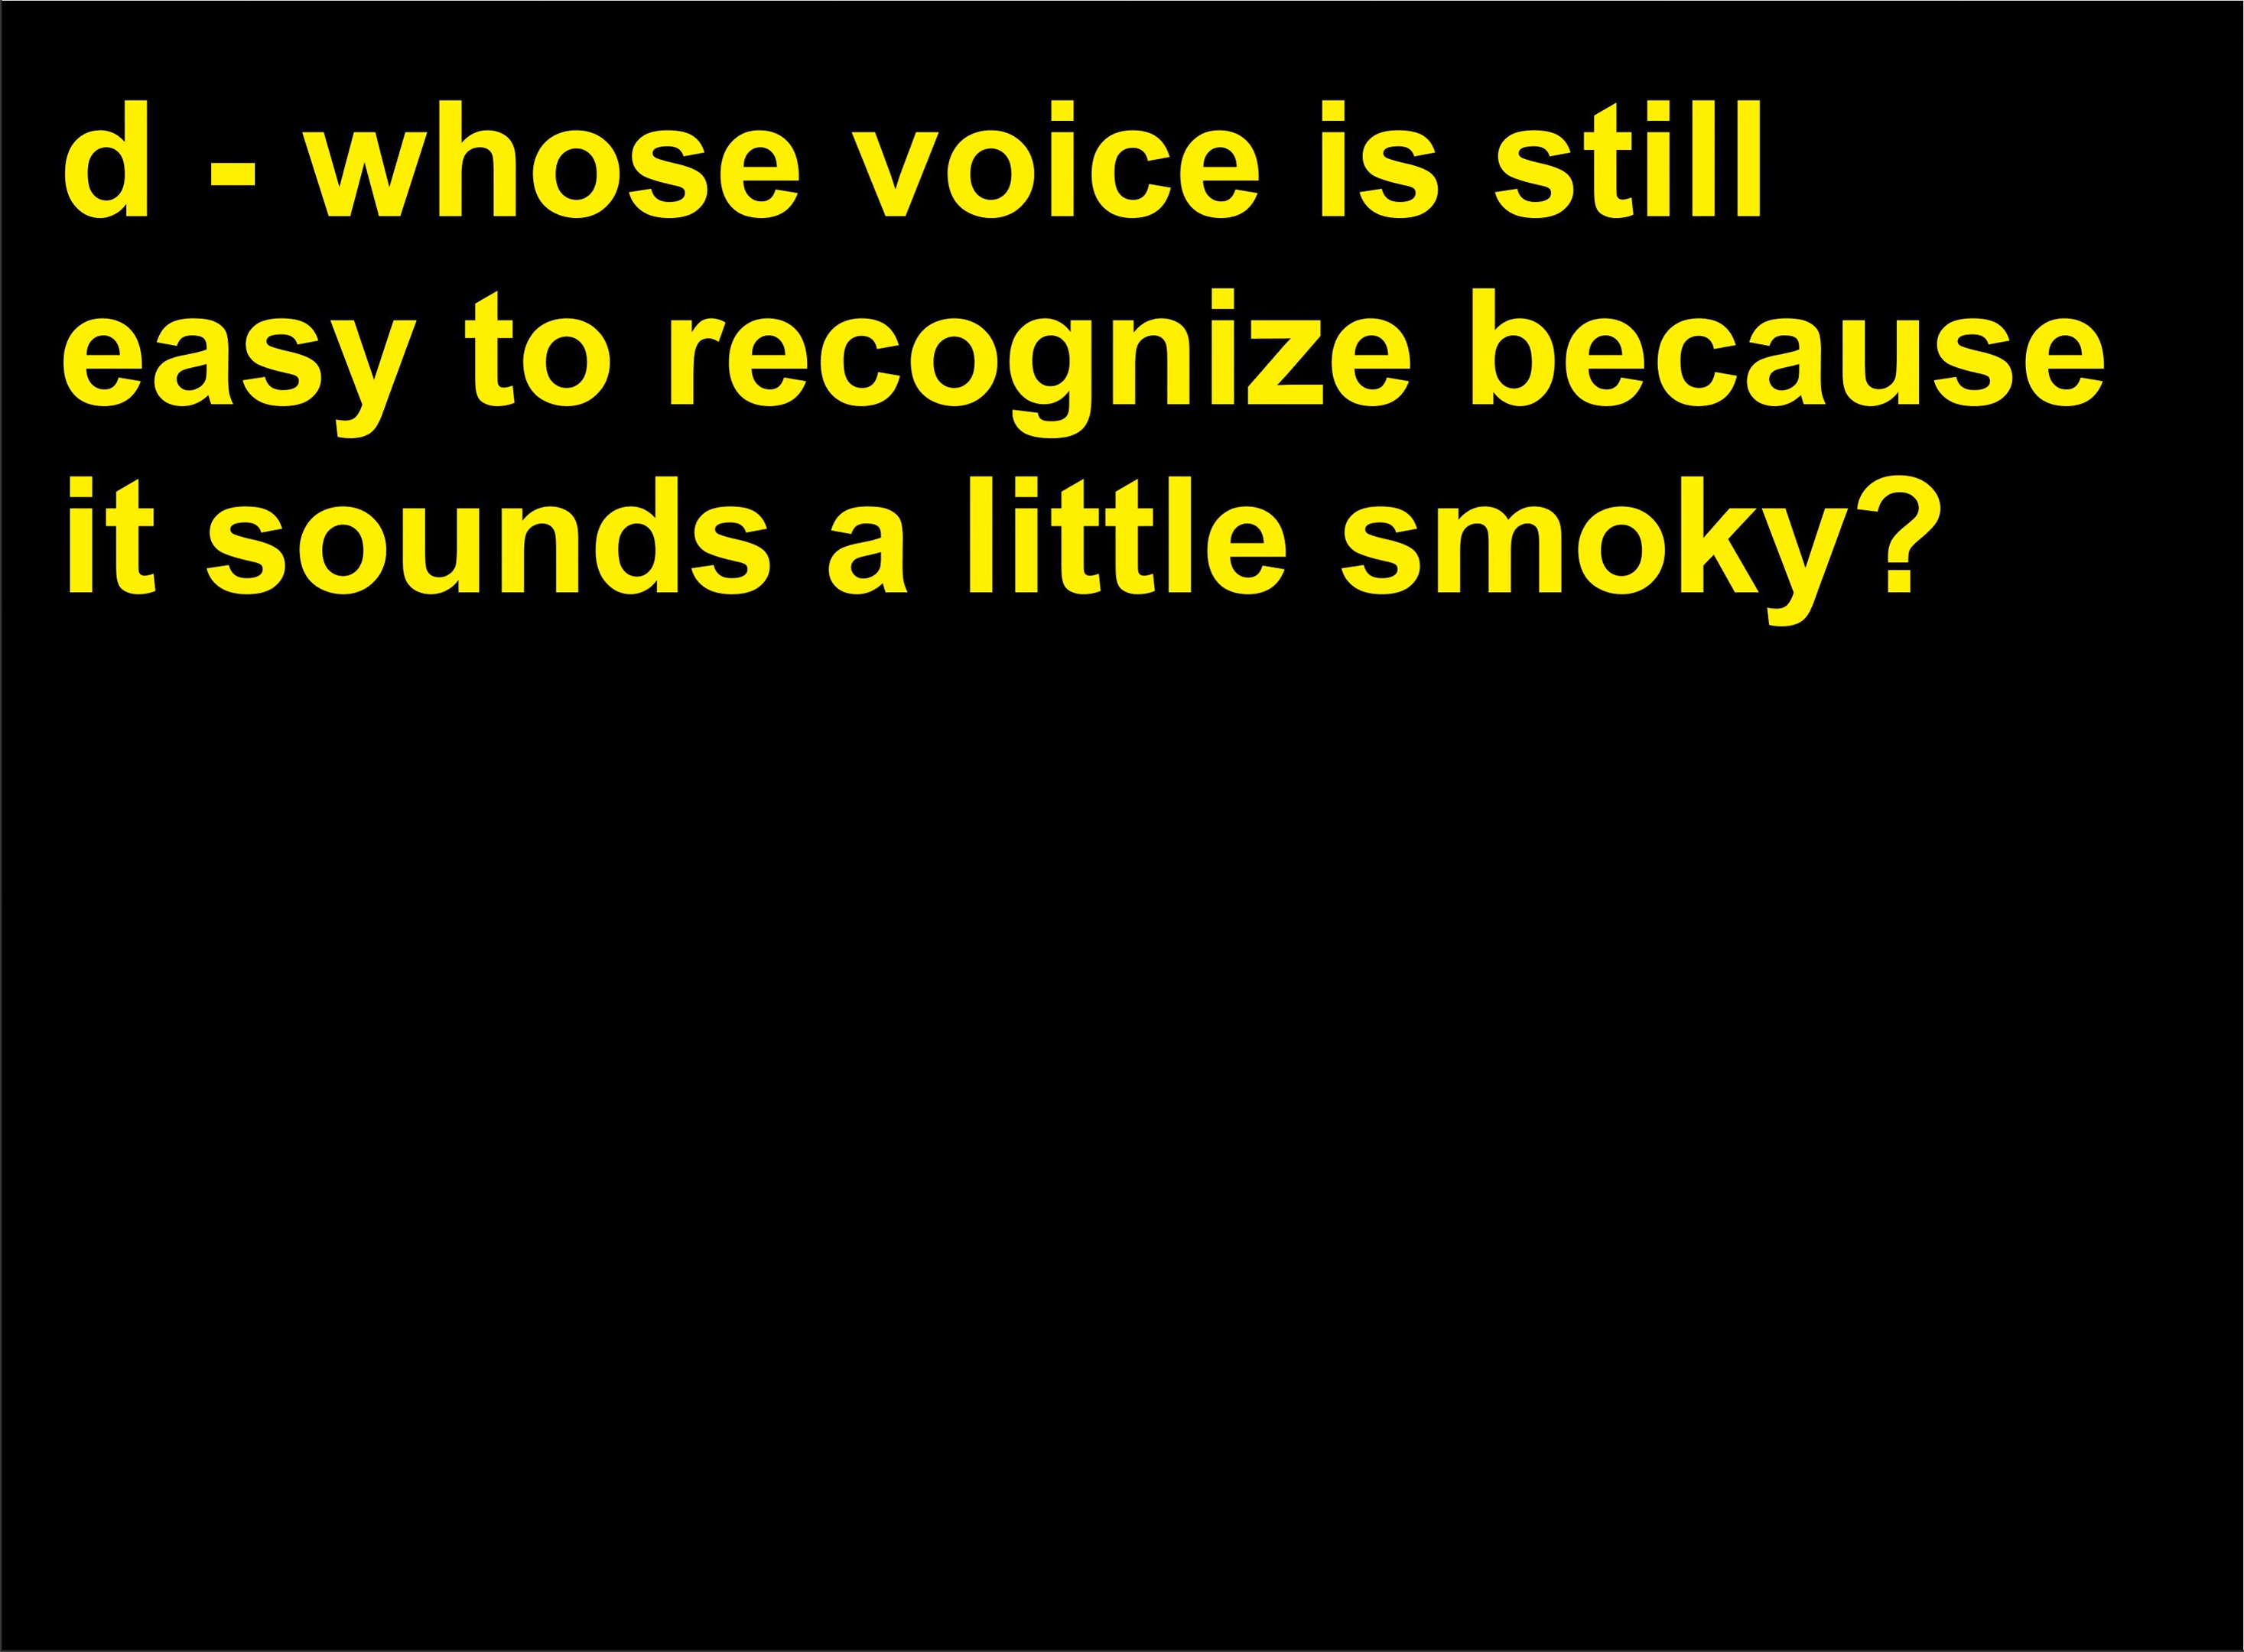 d - whose voice is still
easy to recognize because
it sounds a little smoky?